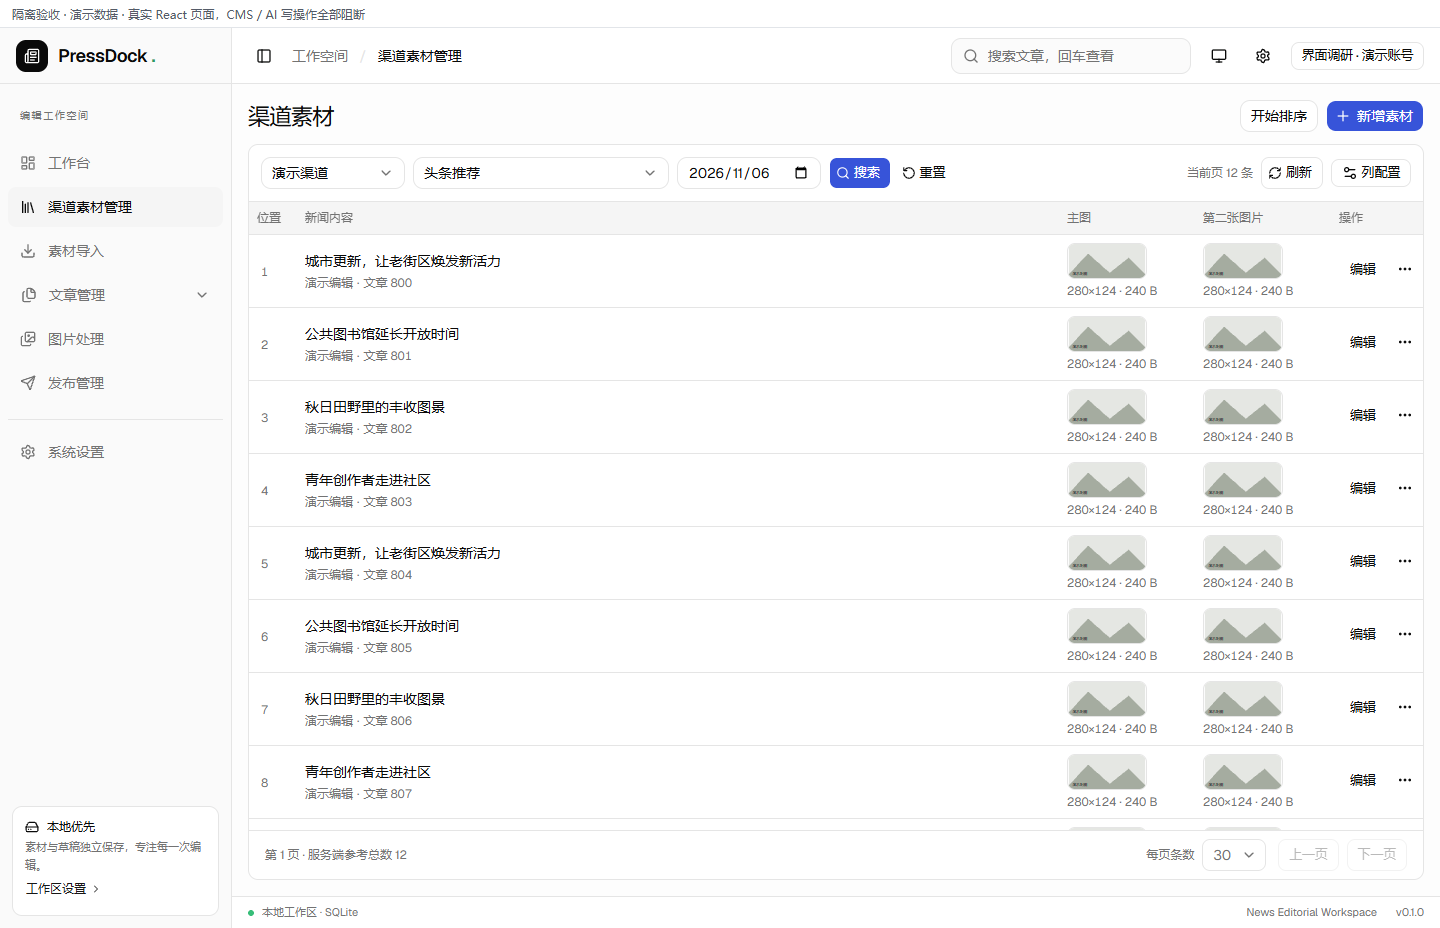 隔离验收 · 演示数据 · 真实 React 页面，CMS / AI 写操作全部阻断
PressDock.
工作空间 / 渠道素材管理
搜索文章，回车查看
界面调研 · 演示账号
编辑工作空间
工作台
渠道素材管理
素材导入
文章管理
图片处理
发布管理
系统设置
本地优先
素材与草稿独立保存，专注每一次编
辑。
工作区设置
渠道素材
开始排序
新增素材
演示渠道
头条推荐
2026/11/06
搜索
重置
当前页 12 条
刷新
列配置
位置 新闻内容 主图 第二张图片 操作
1 城市更新，让老街区焕发新活力 编辑
演示编辑 · 文章 800 280×124 · 240 B 280×124 · 240 B
2 公共图书馆延长开放时间 编辑
演示编辑 · 文章 801 280×124 · 240 B 280×124 · 240 B
3 秋日田野里的丰收图景 编辑
演示编辑 · 文章 802 280×124 · 240 B 280×124 · 240 B
4 青年创作者走进社区 编辑
演示编辑 · 文章 803 280×124 · 240 B 280×124 · 240 B
5 城市更新，让老街区焕发新活力 编辑
演示编辑 · 文章 804 280×124 · 240 B 280×124 · 240 B
6 公共图书馆延长开放时间 编辑
演示编辑 · 文章 805 280×124 · 240 B 280×124 · 240 B
7 秋日田野里的丰收图景 编辑
演示编辑 · 文章 806 280×124 · 240 B 280×124 · 240 B
8 青年创作者走进社区 编辑
演示编辑 · 文章 807 280×124 · 240 B 280×124 · 240 B
第 1 页 · 服务端参考总数 12
每页条数 30 上一页 下一页
本地工作区 · SQLite
News Editorial Workspace v0.1.0